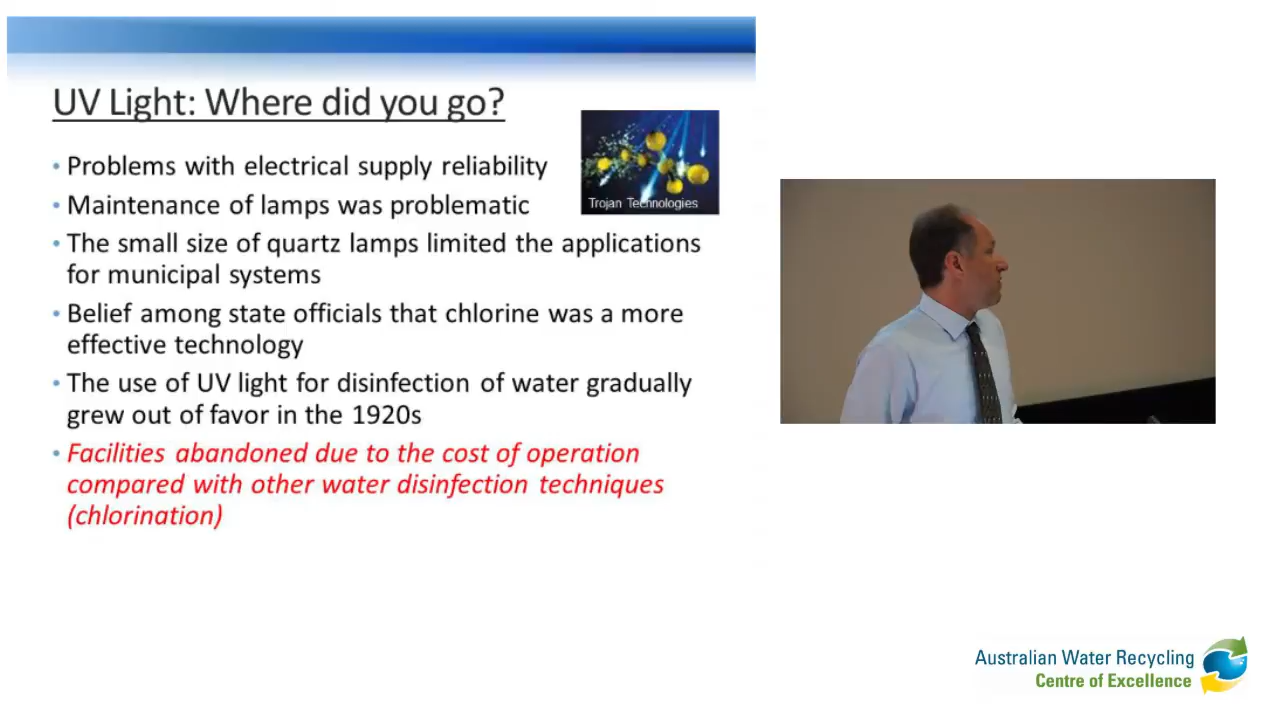 UV Light: Where did you go?
• Problems with electrical supply reliability
• Maintenance of lamps was problematic
Trojan Technologies
• The small size of quartz lamps limited the applications
for municipal systems
• Belief among state officials that chlorine was a more
effective technology
• The use of UV light for disinfection of water gradually
grew out of favor in the 1920s
• Facilities abandoned due to the cost of operation
compared with other water disinfection techniques
(chlorination)
Australian Water Recycling
Centre of Excellence